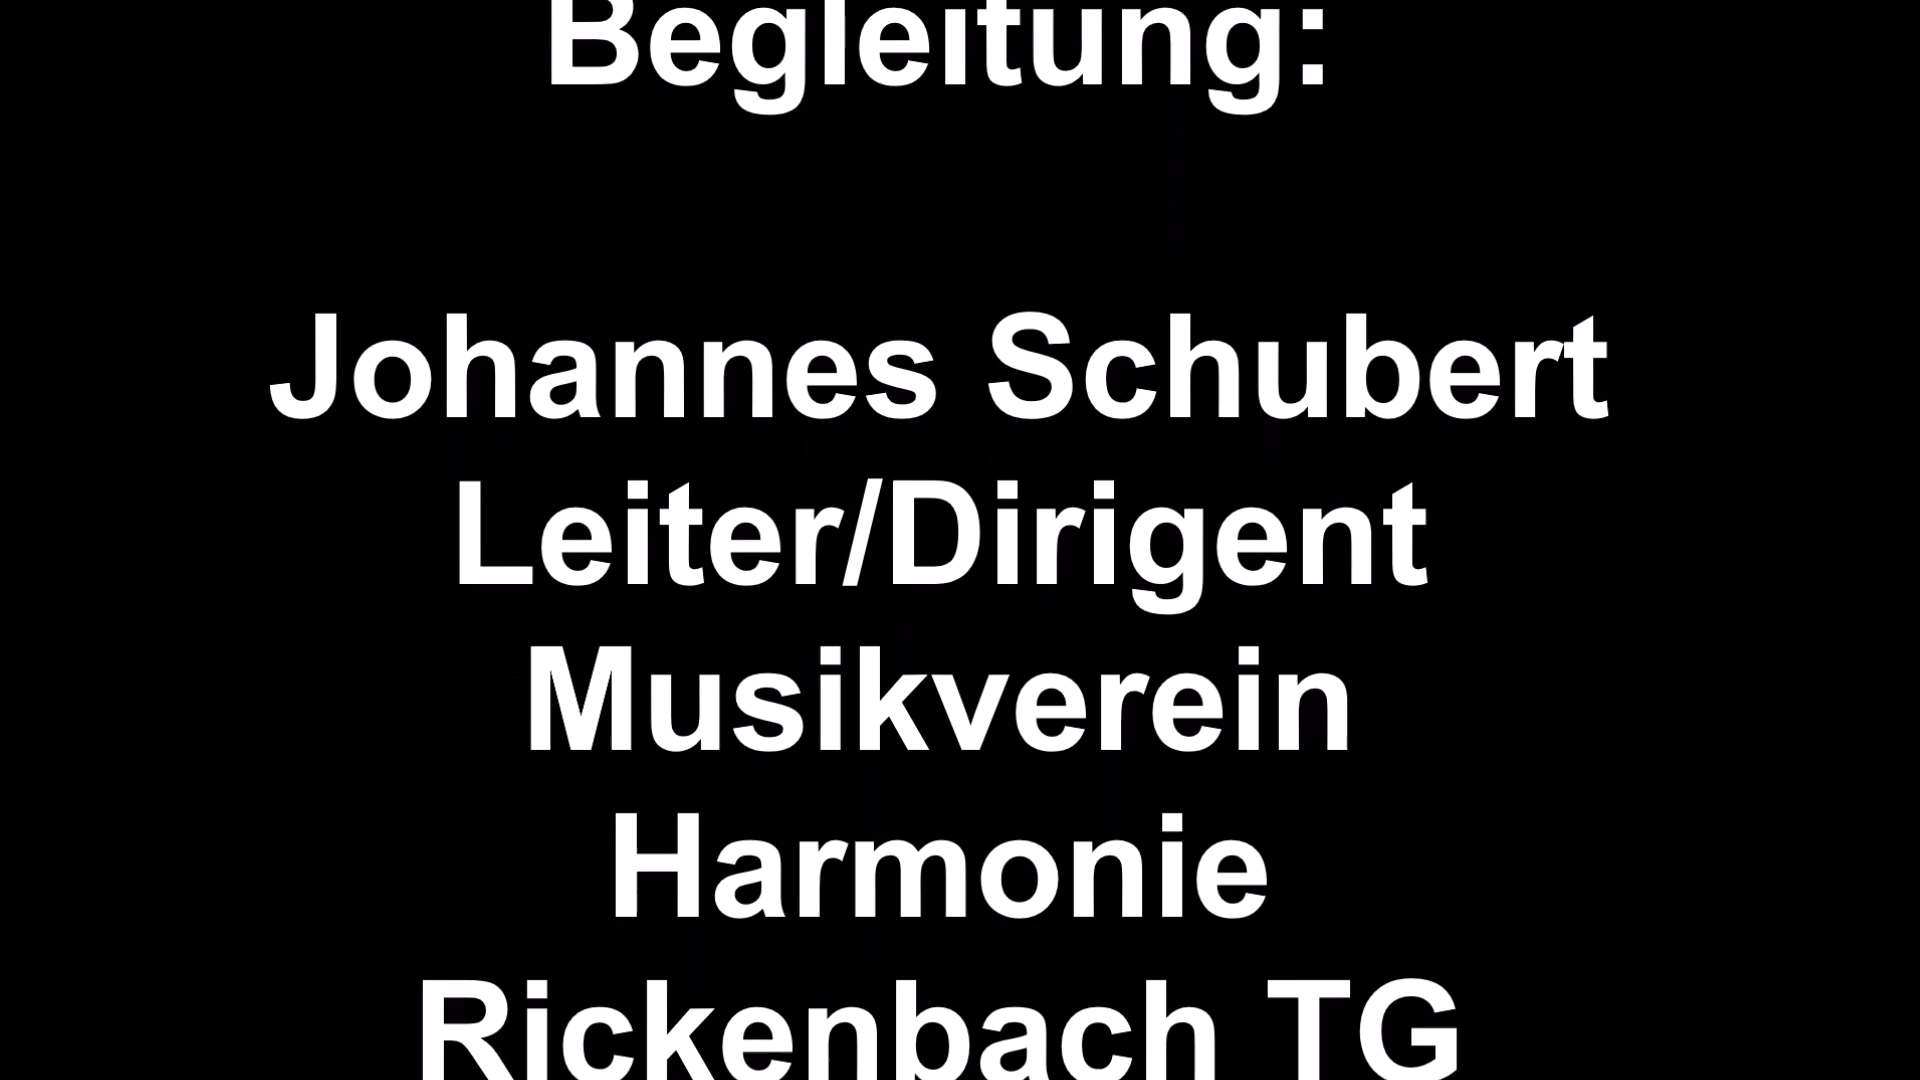 Begleitung:
Johannes Schubert
Leiter/Dirigent
Musikverein
Harmonie
Rickenbach TG